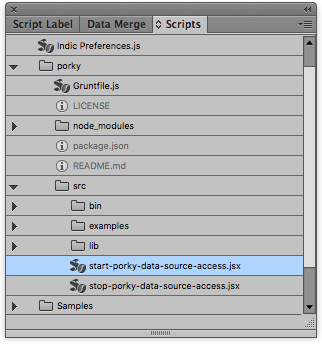 Script Label Data Merge Scripts
Indic Preferences.js
porky
Gruntfile.js
LICENSE
node_modules
package.json
README.md
src
bin
examples
lib
start-porky-data-source-access.jsx
stop-porky-data-source-access.jsx
Samples